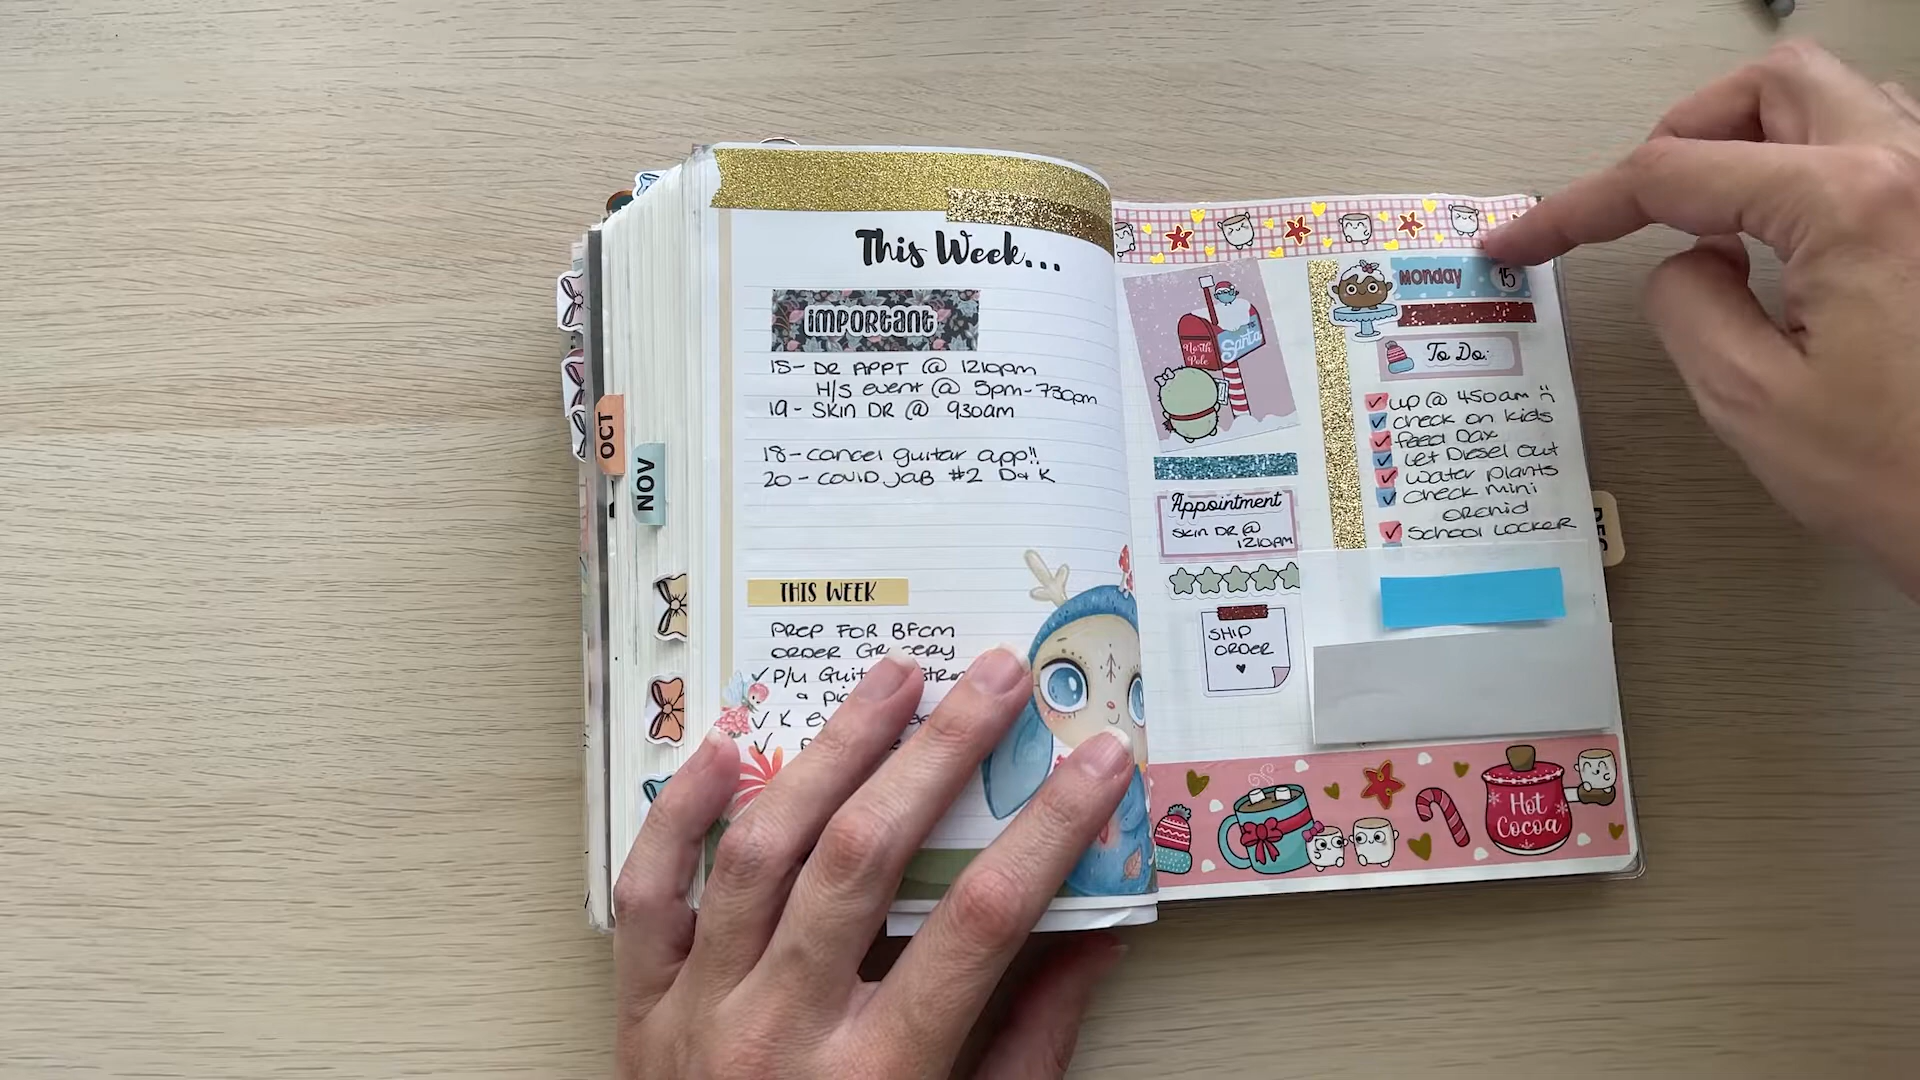 This Week...
important
18- DR APPT @ 1210pm
H/S event @ 5pm-730pm
19- SKIN DR @ 930am
18-cancel guitar app!!
20-COVID JAB #2 D& K
THIS WEEK
PREP FOR BFCM
ORDER GROCERY
✓ P/U Guit
✓ K
✓
OCT
NOV
North
Pole
Santa
Appointment
SKIN DR @
1210PM
SHIP
ORDER
♥
Monday 15
To Do:
✓ up @ 450am
✓ check on kids
✓ feed Dax
✓ Let Diesel out
✓ water plants
✓ check mini
orchid
✓ School Locker
DEC
Hot
Cocoa